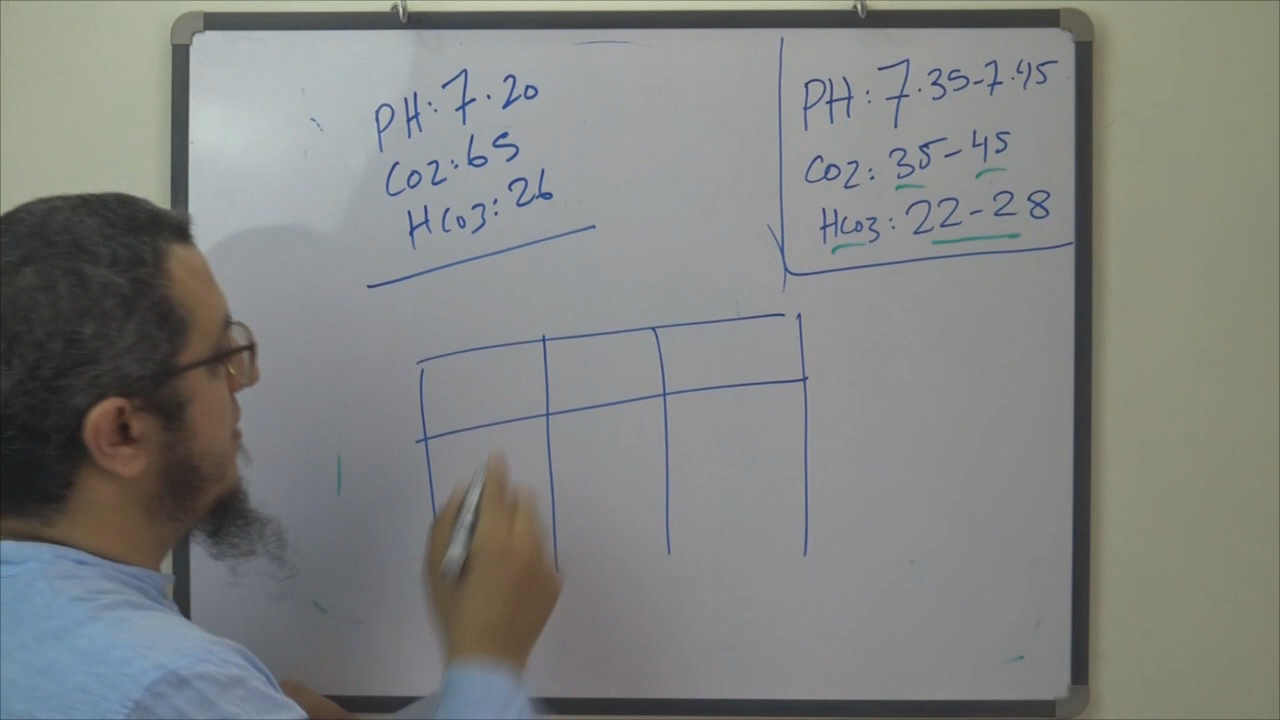 PH: 7.20
Co2: 65
HCo3: 26
PH: 7.35-7.45
Co2: 35-45
HCo3: 22-28